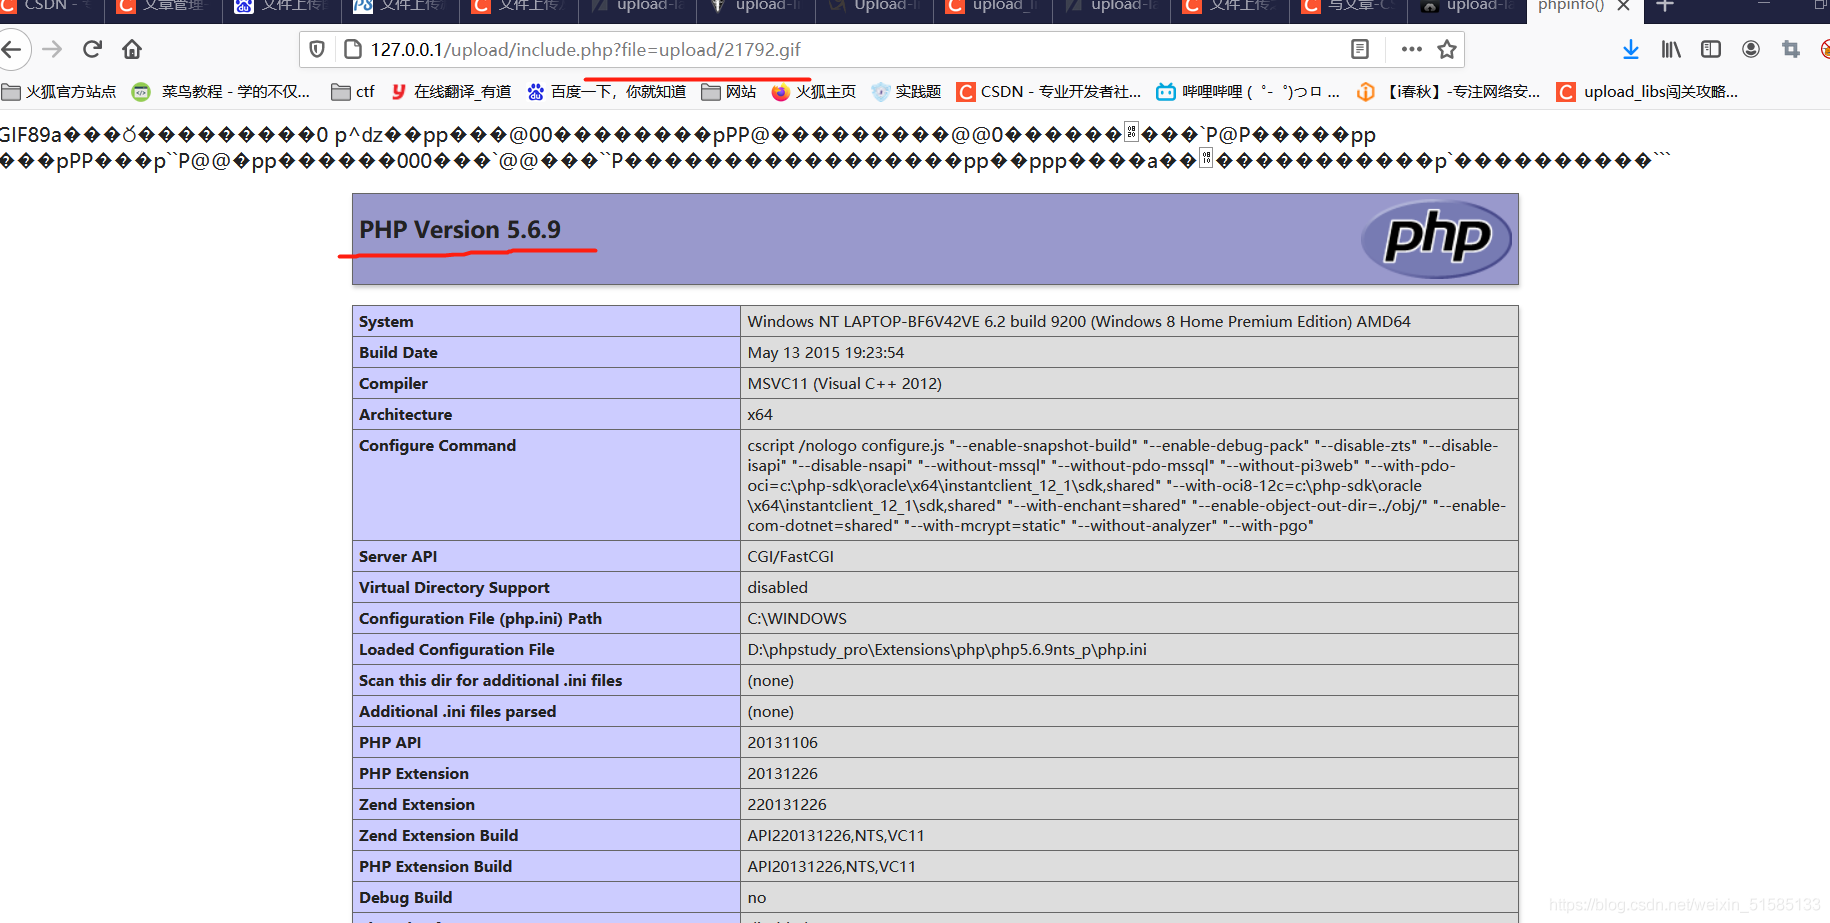 CSDN - 专 文章管理 文件上传 文件上传 文件上传 upload-la upload-li Upload-l upload_li upload-la 文件上传 写文章-CS upload-la phpinfo()
127.0.0.1/upload/include.php?file=upload/21792.gif
火狐官方站点 菜鸟教程 - 学的不仅... ctf 在线翻译_有道 百度一下，你就知道 网站 火狐主页 实践题 CSDN - 专业开发者社... 哔哩哔哩 (゜-゜)つロ ... 【i春秋】-专注网络安... upload_libs闯关攻略...
GIF89a
PHP Version 5.6.9
php
System Windows NT LAPTOP-BF6V42VE 6.2 build 9200 (Windows 8 Home Premium Edition) AMD64
Build Date May 13 2015 19:23:54
Compiler MSVC11 (Visual C++ 2012)
Architecture x64
Configure Command cscript /nologo configure.js "--enable-snapshot-build" "--enable-debug-pack" "--disable-zts" "--disable-
isapi" "--disable-nsapi" "--without-mssql" "--without-pdo-mssql" "--without-pi3web" "--with-pdo-
oci=c:\php-sdk\oracle\x64\instantclient_12_1\sdk,shared" "--with-oci8-12c=c:\php-sdk\oracle
\x64\instantclient_12_1\sdk,shared" "--with-enchant=shared" "--enable-object-out-dir=../obj/" "--enable-
com-dotnet=shared" "--with-mcrypt=static" "--without-analyzer" "--with-pgo"
Server API CGI/FastCGI
Virtual Directory Support disabled
Configuration File (php.ini) Path C:\WINDOWS
Loaded Configuration File D:\phpstudy_pro\Extensions\php\php5.6.9nts_p\php.ini
Scan this dir for additional .ini files (none)
Additional .ini files parsed (none)
PHP API 20131106
PHP Extension 20131226
Zend Extension 220131226
Zend Extension Build API220131226,NTS,VC11
PHP Extension Build API20131226,NTS,VC11
Debug Build no
https://blog.csdn.net/weixin_51585133